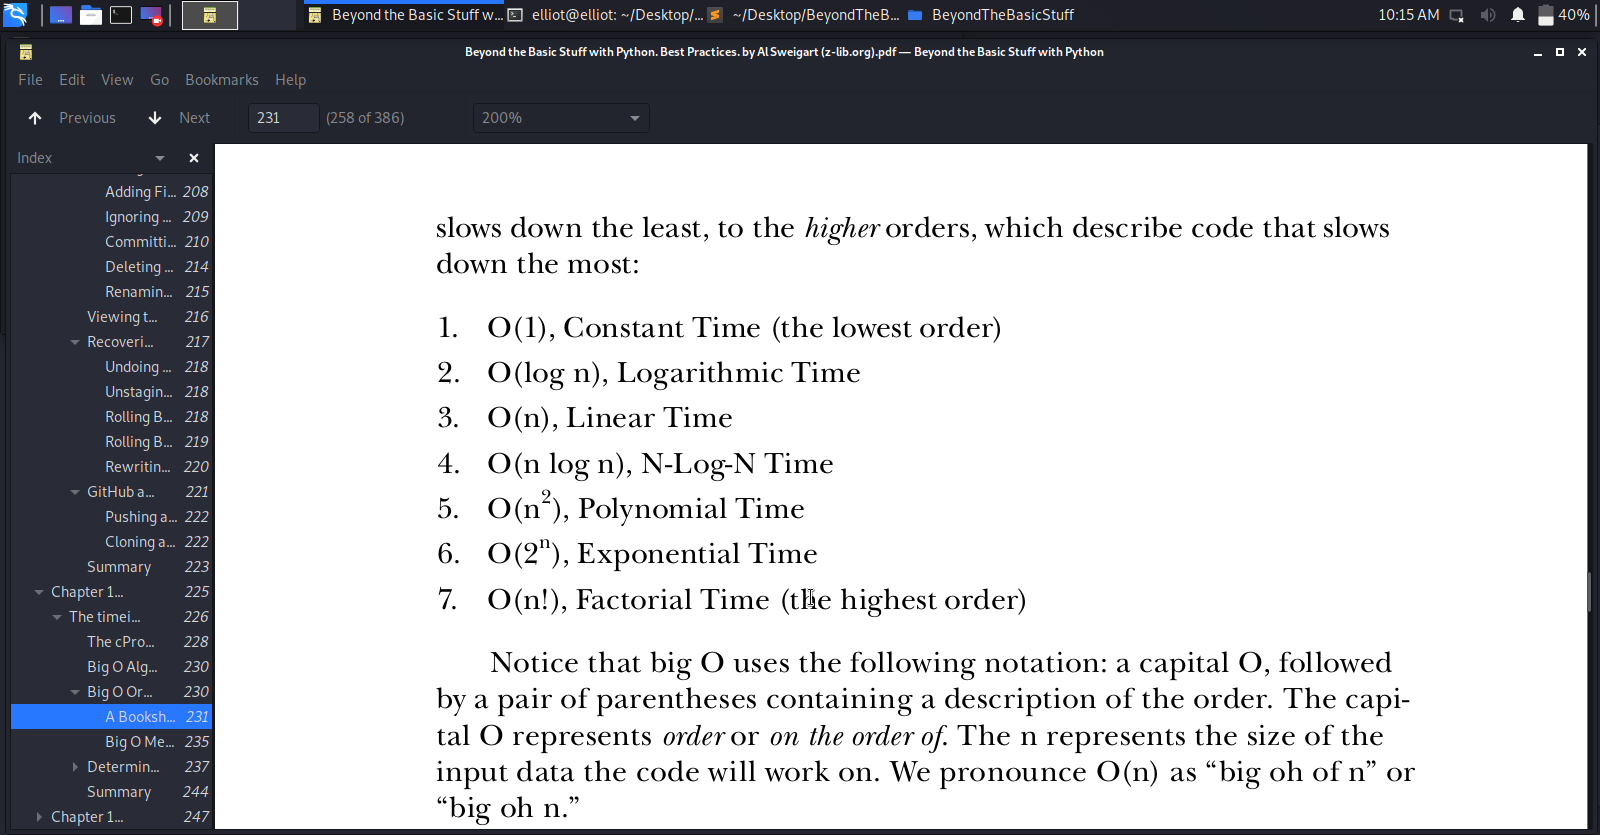 Beyond the Basic Stuff w... elliot@elliot: ~/Desktop/... ~/Desktop/BeyondTheB... BeyondTheBasicStuff 10:15 AM 40%
Beyond the Basic Stuff with Python. Best Practices. by Al Sweigart (z-lib.org).pdf — Beyond the Basic Stuff with Python
File Edit View Go Bookmarks Help
Previous Next 231 (258 of 386) 200%
Index
Adding Fi... 208
Ignoring ... 209
Committi... 210
Deleting ... 214
Renamin... 215
Viewing t... 216
Recoveri... 217
Undoing ... 218
Unstagin... 218
Rolling B... 218
Rolling B... 219
Rewritin... 220
GitHub a... 221
Pushing a... 222
Cloning a... 222
Summary 223
Chapter 1... 225
The timei... 226
The cPro... 228
Big O Alg... 230
Big O Or... 230
A Booksh... 231
Big O Me... 235
Determin... 237
Summary 244
Chapter 1... 247
slows down the least, to the higher orders, which describe code that slows
down the most:
1. O(1), Constant Time (the lowest order)
2. O(log n), Logarithmic Time
3. O(n), Linear Time
4. O(n log n), N-Log-N Time
5. O(n²), Polynomial Time
6. O(2ⁿ), Exponential Time
7. O(n!), Factorial Time (the highest order)
Notice that big O uses the following notation: a capital O, followed
by a pair of parentheses containing a description of the order. The capi-
tal O represents order or on the order of. The n represents the size of the
input data the code will work on. We pronounce O(n) as “big oh of n” or
“big oh n.”